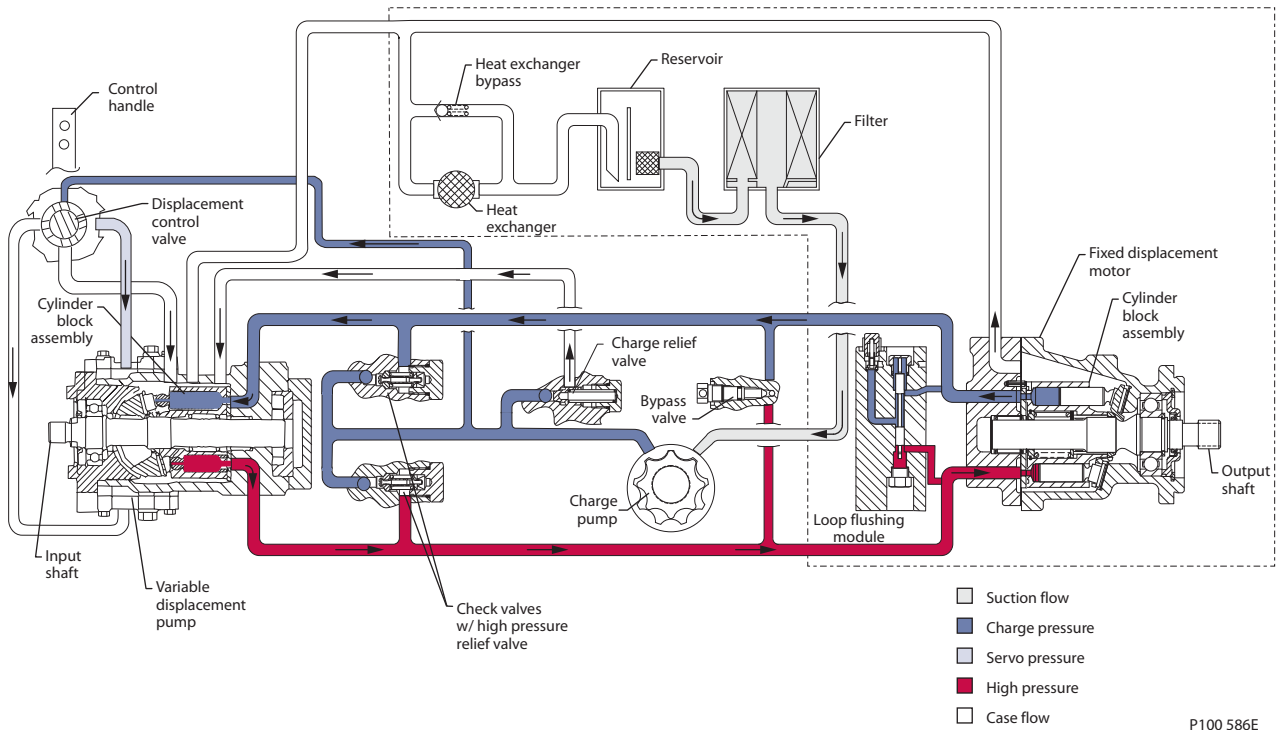 Control
handle
Heat exchanger
bypass
Reservoir
Filter
Displacement
control
valve
Heat
exchanger
Fixed displacement
motor
Cylinder
block
assembly
Cylinder
block
assembly
Charge relief
valve
Bypass
valve
Charge
pump
Loop flushing
module
Output
shaft
Input
shaft
Variable
displacement
pump
Check valves
w/ high pressure
relief valve
Suction flow
Charge pressure
Servo pressure
High pressure
Case flow
P100 586E